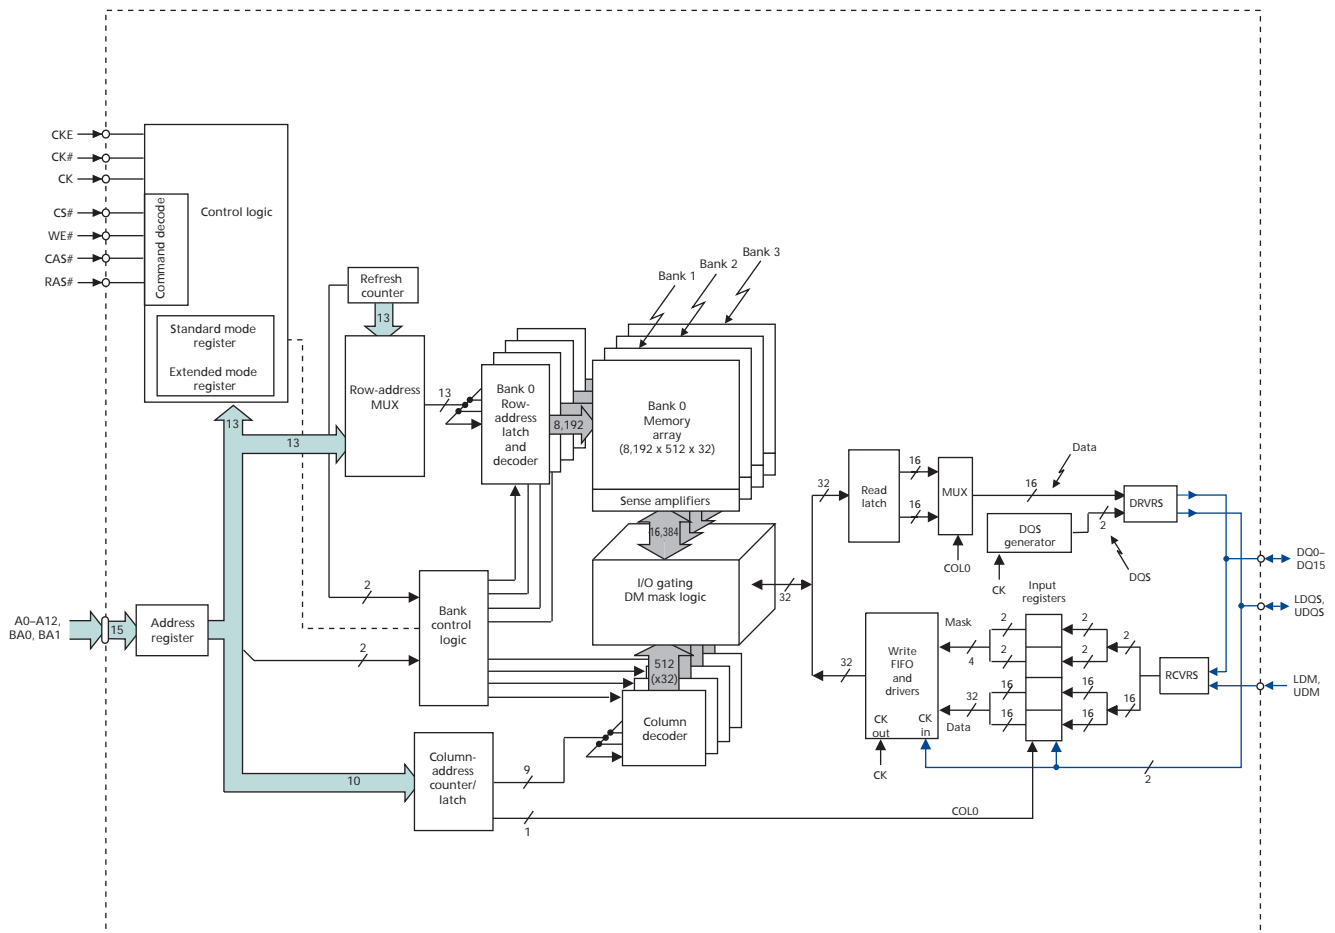 CKE
CK#
CK
CS#
WE#
CAS#
RAS#
Command decode
Control logic
Standard mode
register
Extended mode
register
Refresh
counter
13
Row-address
MUX
13
13
13
Bank 0
Row-
address
latch
and
decoder
8,192
Bank 1
Bank 2
Bank 3
Bank 0
Memory
array
(8,192 x 512 x 32)
Sense amplifiers
16,384
I/O gating
DM mask logic
32
512
(x32)
Column
decoder
2
2
Bank
control
logic
A0–A12,
BA0, BA1
15
Address
register
10
Column-
address
counter/
latch
9
1
COL0
32
Read
latch
16
16
MUX
COL0
16
Data
DQS
generator
CK
2
DQS
DRVRS
DQ0–
DQ15
LDQS,
UDQS
LDM,
UDM
RCVRS
Input
registers
2
2
2
2
2
16
16
16
16
16
Mask
4
32
Data
Write
FIFO
and
drivers
CK
out
CK
in
CK
32
2